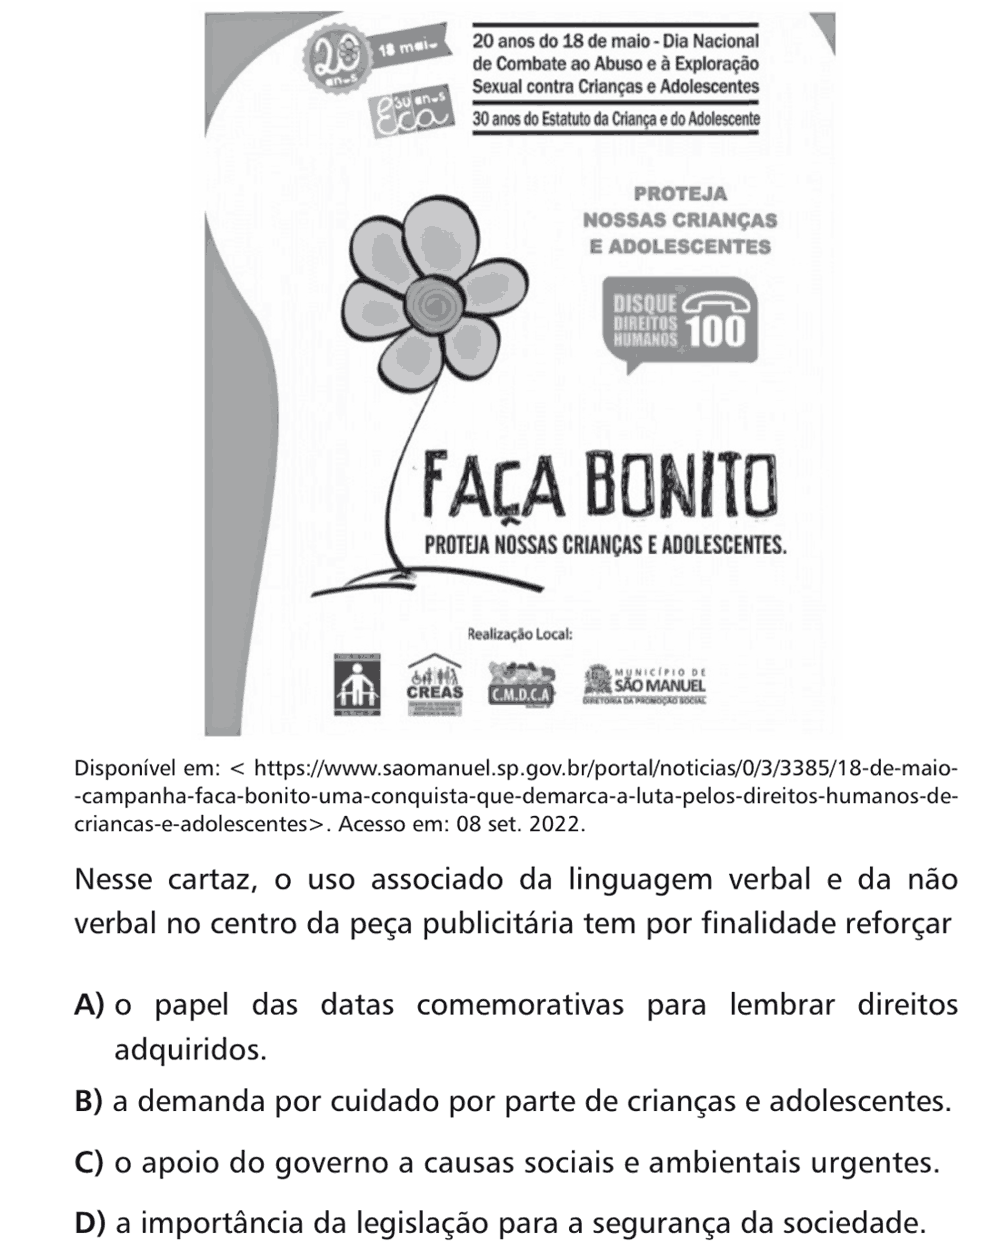 20 anos
18 maio
30 anos
Eca
20 anos do 18 de maio - Dia Nacional
de Combate ao Abuso e à Exploração
Sexual contra Crianças e Adolescentes
30 anos do Estatuto da Criança e do Adolescente
PROTEJA
NOSSAS CRIANÇAS
E ADOLESCENTES
DISQUE
DIREITOS
HUMANOS
100
FAÇA BONITO
PROTEJA NOSSAS CRIANÇAS E ADOLESCENTES.
Realização Local:
CREAS
C.M.D.C.A
MUNICÍPIO DE
SÃO MANUEL
DIRETORIA DA PROMOÇÃO SOCIAL
Disponível em: < https://www.saomanuel.sp.gov.br/portal/noticias/0/3/3385/18-de-maio-
-campanha-faca-bonito-uma-conquista-que-demarca-a-luta-pelos-direitos-humanos-de-
criancas-e-adolescentes>. Acesso em: 08 set. 2022.
Nesse cartaz, o uso associado da linguagem verbal e da não
verbal no centro da peça publicitária tem por finalidade reforçar
A) o papel das datas comemorativas para lembrar direitos
adquiridos.
B) a demanda por cuidado por parte de crianças e adolescentes.
C) o apoio do governo a causas sociais e ambientais urgentes.
D) a importância da legislação para a segurança da sociedade.